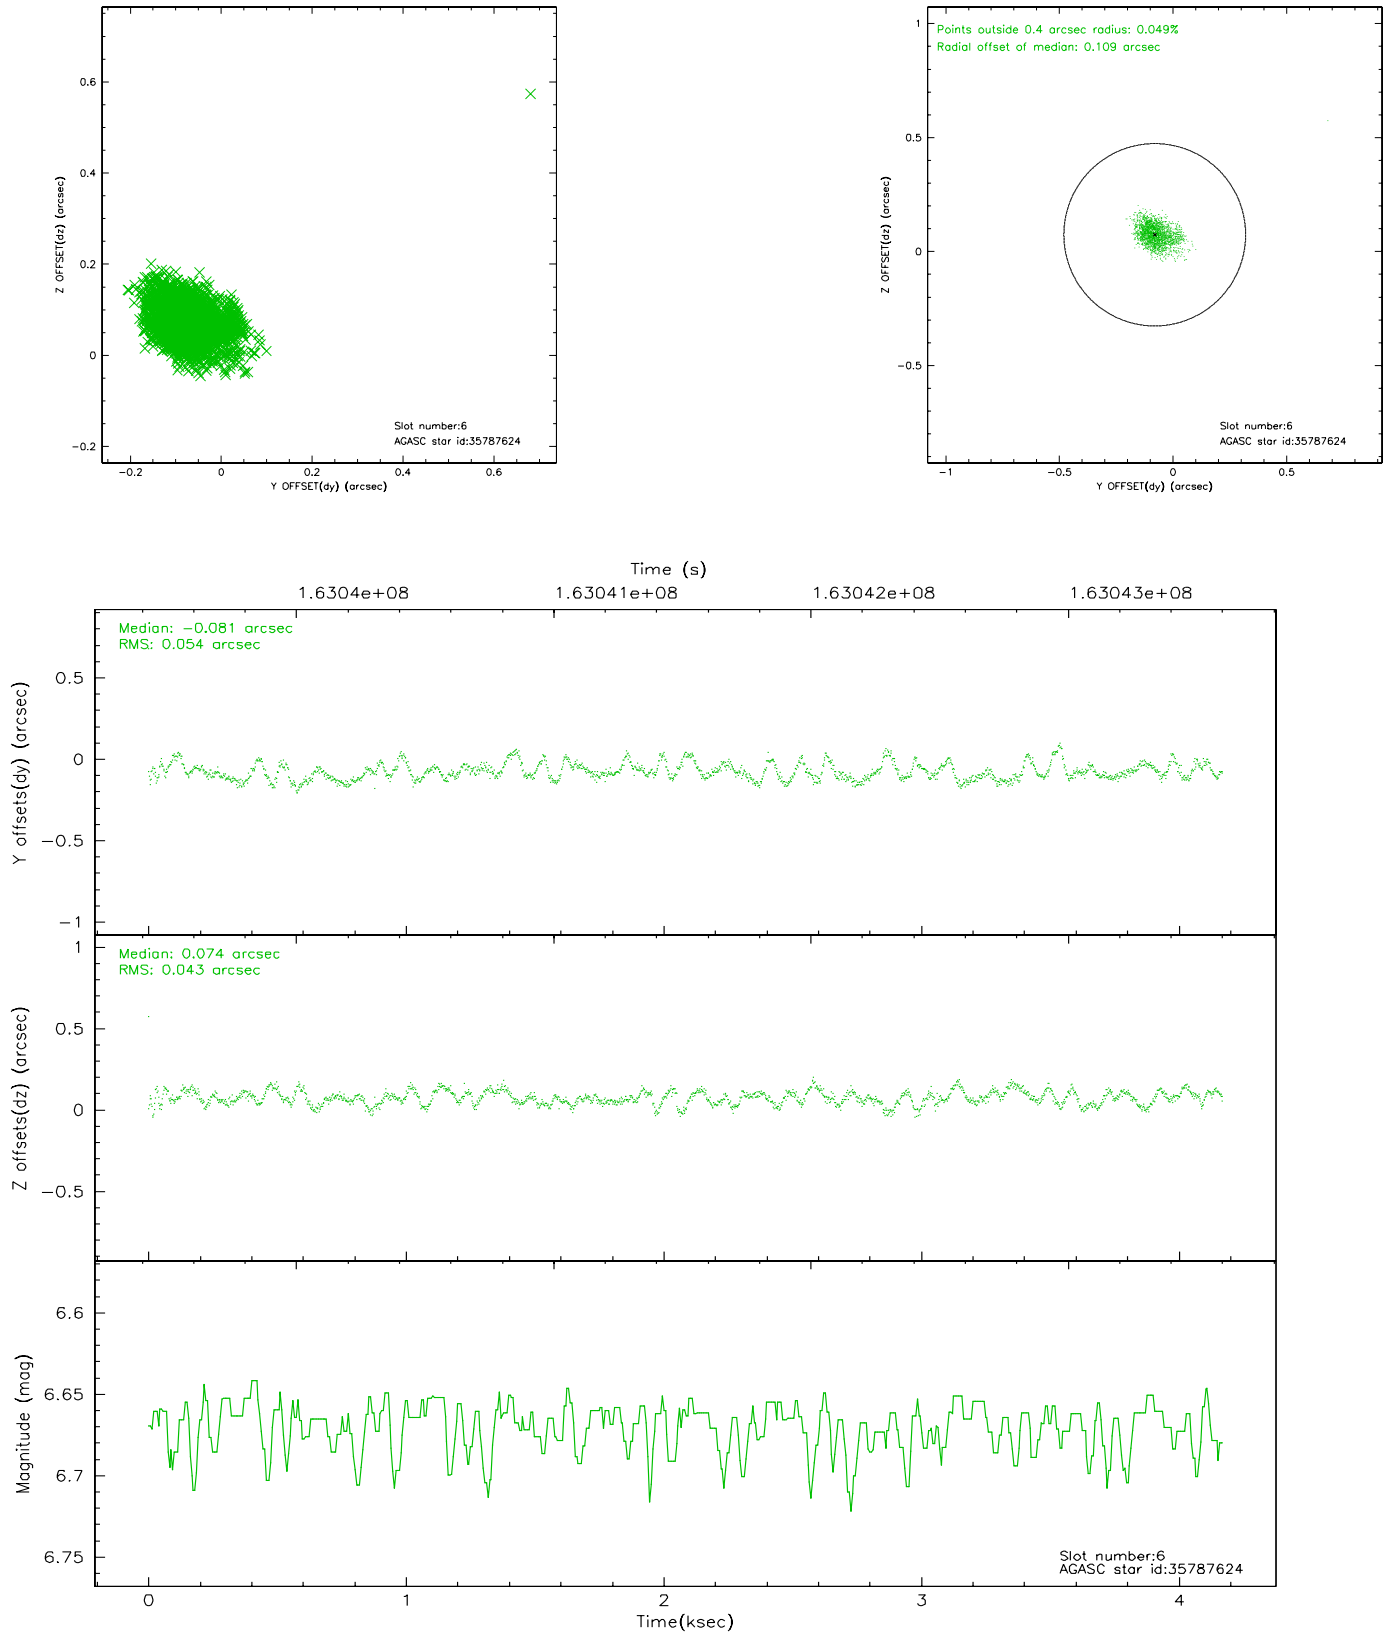 0.6
0.4
0.2
0
−0.2
Z OFFSET(dz) (arcsec)
Slot number:6
AGASC star id:35787624
−0.2 0 0.2 0.4 0.6
Y OFFSET(dy) (arcsec)
Points outside 0.4 arcsec radius: 0.049%
Radial offset of median: 0.109 arcsec
1
0.5
0
−0.5
Z OFFSET(dz) (arcsec)
Slot number:6
AGASC star id:35787624
−1 −0.5 0 0.5
Y OFFSET(dy) (arcsec)
Time (s)
1.6304e+08 1.63041e+08 1.63042e+08 1.63043e+08
Median: −0.081 arcsec
RMS: 0.054 arcsec
0.5
0
−0.5
−1
Y offsets(dy) (arcsec)
Median: 0.074 arcsec
RMS: 0.043 arcsec
1
0.5
0
−0.5
Z offsets(dz) (arcsec)
6.6
6.65
6.7
6.75
Magnitude (mag)
Slot number:6
AGASC star id:35787624
0 1 2 3 4
Time(ksec)